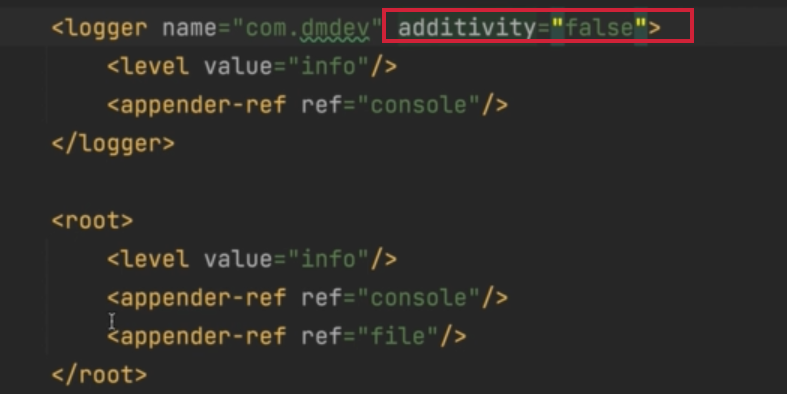 <logger name="com.dmdev" additivity="false">
<level value="info"/>
<appender-ref ref="console"/>
</logger>
<root>
<level value="info"/>
<appender-ref ref="console"/>
<appender-ref ref="file"/>
</root>